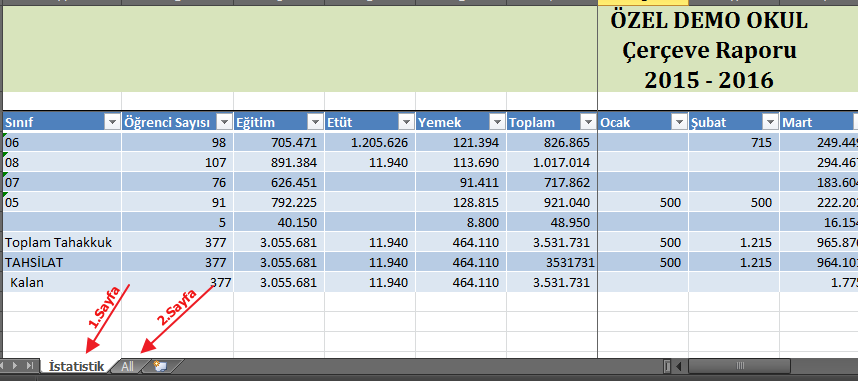 ÖZEL DEMO OKUL
Çerçeve Raporu
2015 - 2016
Sınıf Öğrenci Sayısı Eğitim Etüt Yemek Toplam Ocak Şubat Mart
06 98 705.471 1.205.626 121.394 826.865 715 249.449
08 107 891.384 11.940 113.690 1.017.014 294.467
07 76 626.451 91.411 717.862 183.604
05 91 792.225 128.815 921.040 500 500 222.202
5 40.150 8.800 48.950 16.154
Toplam Tahakkuk 377 3.055.681 11.940 464.110 3.531.731 500 1.215 965.876
TAHSİLAT 377 3.055.681 11.940 464.110 3531731 500 1.215 964.101
Kalan 377 3.055.681 11.940 464.110 3.531.731 1.775
1.Sayfa 2.Sayfa
İstatistik All